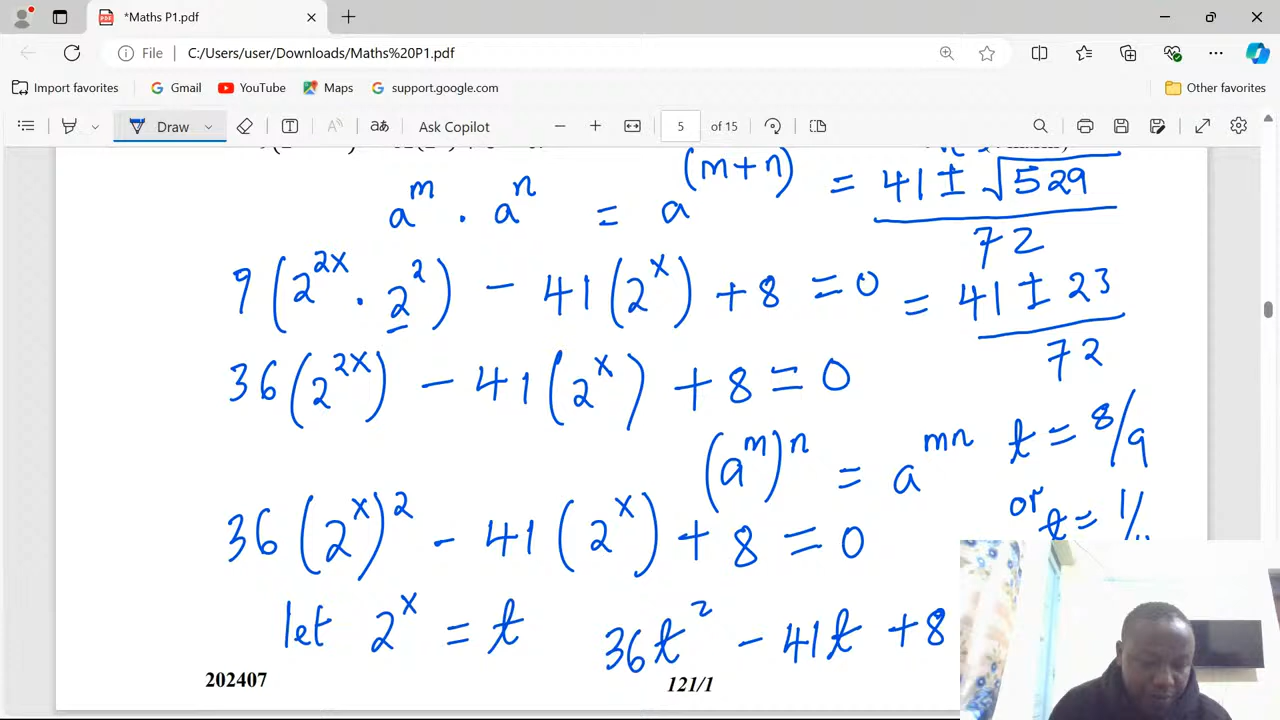 *Maths P1.pdf
File C:/Users/user/Downloads/Maths%20P1.pdf
Import favorites Gmail YouTube Maps support.google.com Other favorites
Draw Ask Copilot 5 of 15
a^m . a^n = a^(m+n)
= (41 ± √529)/72
9(2^(2x) . 2^2) - 41(2^x) + 8 = 0
= (41 ± 23)/72
36(2^(2x)) - 41(2^x) + 8 = 0
(a^m)^n = a^(mn)
t = 8/9
or
36(2^x)^2 - 41(2^x) + 8 = 0
let 2^x = t 36t^2 - 41t + 8
202407 121/1